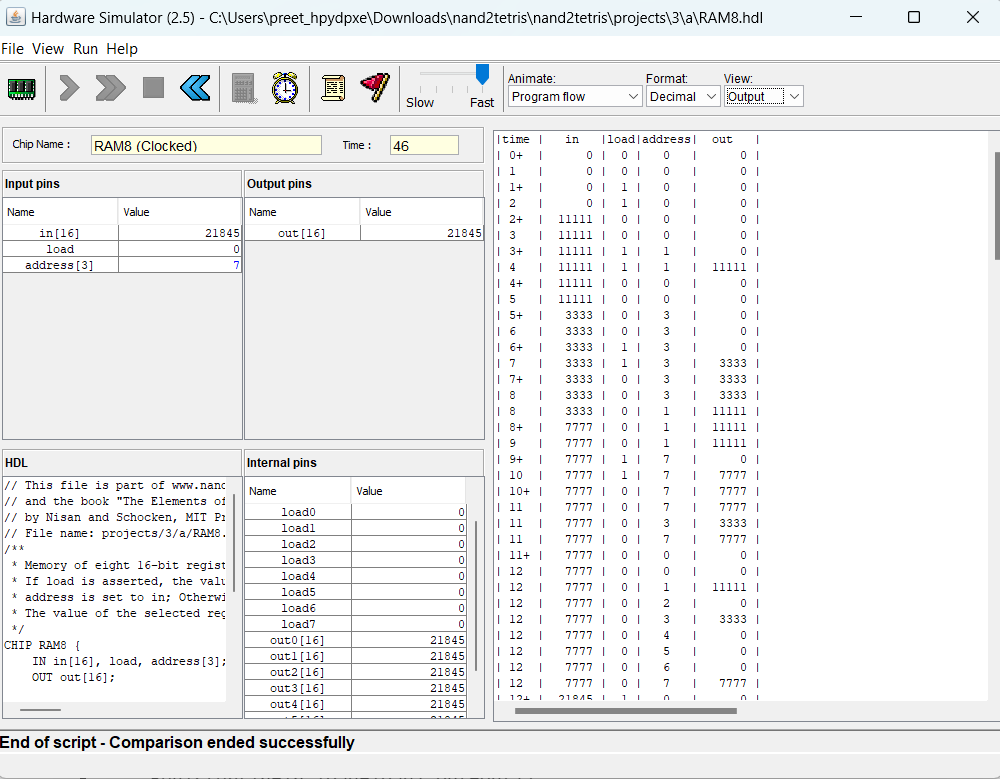 Hardware Simulator (2.5) - C:\Users\preet_hpydpxe\Downloads\nand2tetris\nand2tetris\projects\3\a\RAM8.hdl
File View Run Help
Slow Fast
Animate: Format: View:
Program flow Decimal Output
Chip Name : RAM8 (Clocked) Time : 46
Input pins
Name Value
in[16] 21845
load 0
address[3] 7
Output pins
Name Value
out[16] 21845
HDL
// This file is part of www.nand
// and the book "The Elements of
// by Nisan and Schocken, MIT Pr
// File name: projects/3/a/RAM8.
/**
* Memory of eight 16-bit regist
* If load is asserted, the valu
* address is set to in; Otherwi
* The value of the selected reg
*/
CHIP RAM8 {
IN in[16], load, address[3];
OUT out[16];
Internal pins
Name Value
load0 0
load1 0
load2 0
load3 0
load4 0
load5 0
load6 0
load7 0
out0[16] 21845
out1[16] 21845
out2[16] 21845
out3[16] 21845
out4[16] 21845
|time | in |load|address| out |
| 0+ | 0 | 0 | 0 | 0 |
| 1 | 0 | 0 | 0 | 0 |
| 1+ | 0 | 1 | 0 | 0 |
| 2 | 0 | 1 | 0 | 0 |
| 2+ | 11111 | 0 | 0 | 0 |
| 3 | 11111 | 0 | 0 | 0 |
| 3+ | 11111 | 1 | 1 | 0 |
| 4 | 11111 | 1 | 1 | 11111 |
| 4+ | 11111 | 0 | 0 | 0 |
| 5 | 11111 | 0 | 0 | 0 |
| 5+ | 3333 | 0 | 3 | 0 |
| 6 | 3333 | 0 | 3 | 0 |
| 6+ | 3333 | 1 | 3 | 0 |
| 7 | 3333 | 1 | 3 | 3333 |
| 7+ | 3333 | 0 | 3 | 3333 |
| 8 | 3333 | 0 | 3 | 3333 |
| 8 | 3333 | 0 | 1 | 11111 |
| 8+ | 7777 | 0 | 1 | 11111 |
| 9 | 7777 | 0 | 1 | 11111 |
| 9+ | 7777 | 1 | 7 | 0 |
| 10 | 7777 | 1 | 7 | 7777 |
| 10+ | 7777 | 0 | 7 | 7777 |
| 11 | 7777 | 0 | 7 | 7777 |
| 11 | 7777 | 0 | 3 | 3333 |
| 11 | 7777 | 0 | 7 | 7777 |
| 11+ | 7777 | 0 | 0 | 0 |
| 12 | 7777 | 0 | 0 | 0 |
| 12 | 7777 | 0 | 1 | 11111 |
| 12 | 7777 | 0 | 2 | 0 |
| 12 | 7777 | 0 | 3 | 3333 |
| 12 | 7777 | 0 | 4 | 0 |
| 12 | 7777 | 0 | 5 | 0 |
| 12 | 7777 | 0 | 6 | 0 |
| 12 | 7777 | 0 | 7 | 7777 |
| 12+ | 21845 | 1 | 0 | 0 |
End of script - Comparison ended successfully